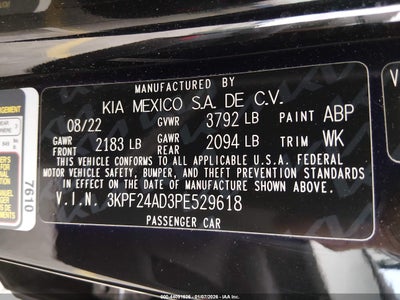 MANUFACTURED BY
KIA MEXICO S.A. DE C.V.
08/22 GVWR 3792 LB PAINT ABP
GAWR FRONT 2183 LB GAWR REAR 2094 LB TRIM WK
THIS VEHICLE CONFORMS TO ALL APPLICABLE U.S.A. FEDERAL
MOTOR VEHICLE SAFETY, BUMPER, AND THEFT PREVENTION STANDARDS
IN EFFECT ON THE DATE OF MANUFACTURE SHOWN ABOVE.
V.I.N. 3KPF24AD3PE529618
PASSENGER CAR
7610